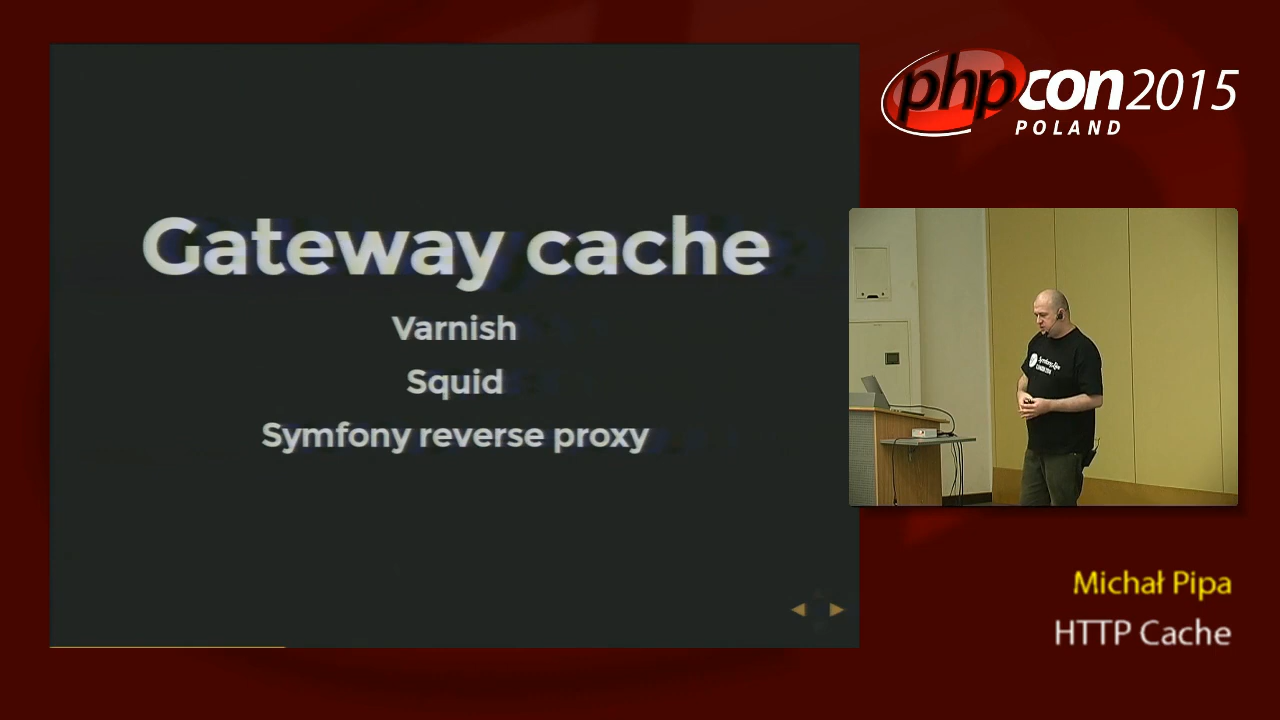 Gateway cache
Varnish
Squid
Symfony reverse proxy
phpcon2015
POLAND
Michał Pipa
HTTP Cache